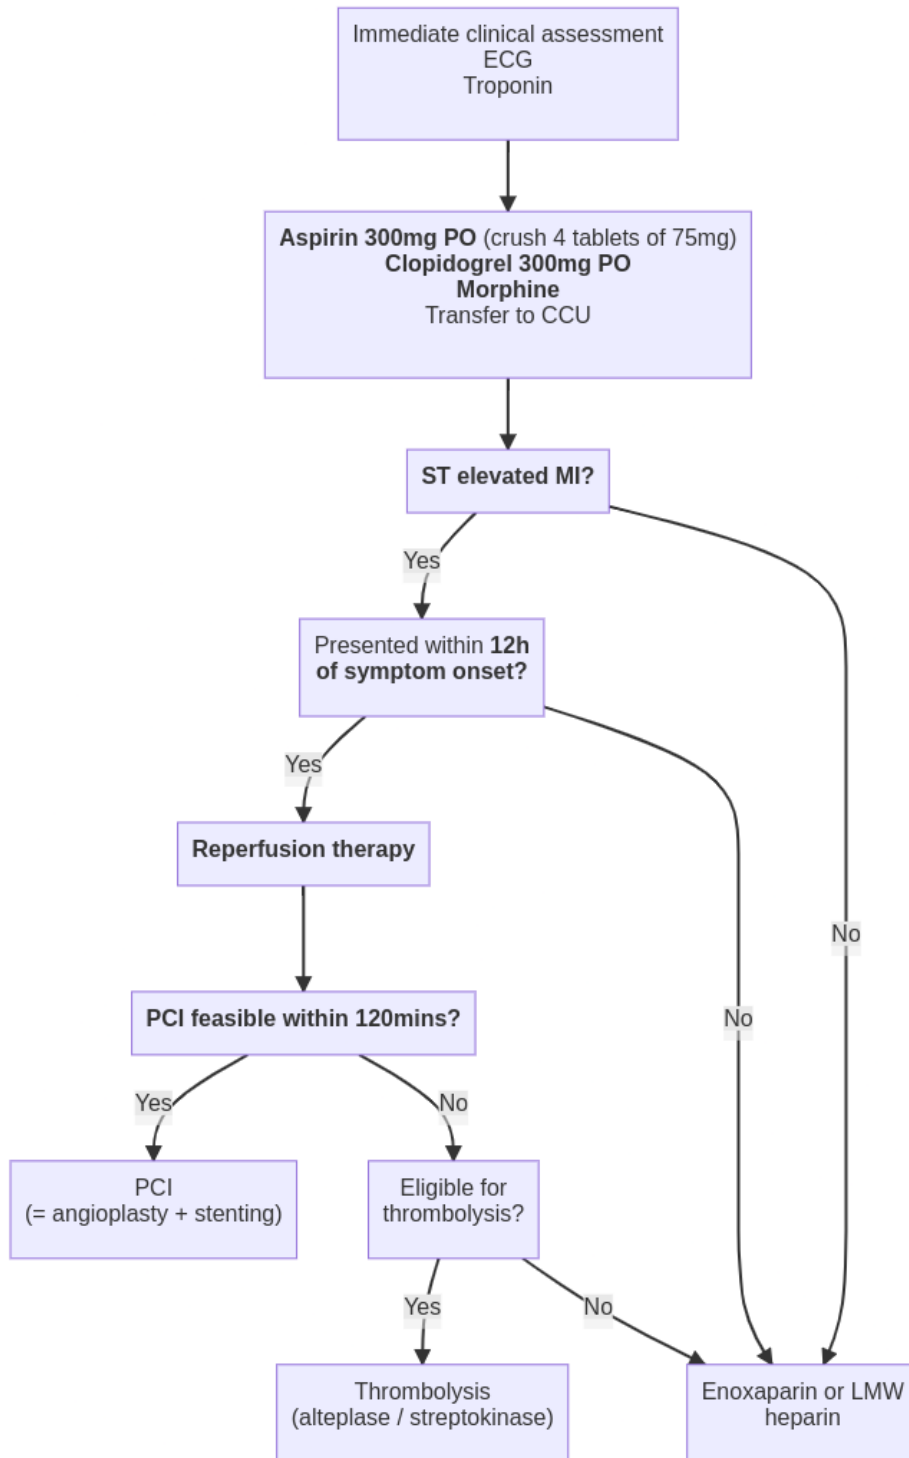 Immediate clinical assessment
ECG
Troponin
Aspirin 300mg PO (crush 4 tablets of 75mg)
Clopidogrel 300mg PO
Morphine
Transfer to CCU
ST elevated MI?
Yes
Presented within 12h
of symptom onset?
Yes
Reperfusion therapy
No
PCI feasible within 120mins?
No
Yes
No
PCI
(= angioplasty + stenting)
Eligible for
thrombolysis?
Yes
No
Thrombolysis
(alteplase / streptokinase)
Enoxaparin or LMW
heparin